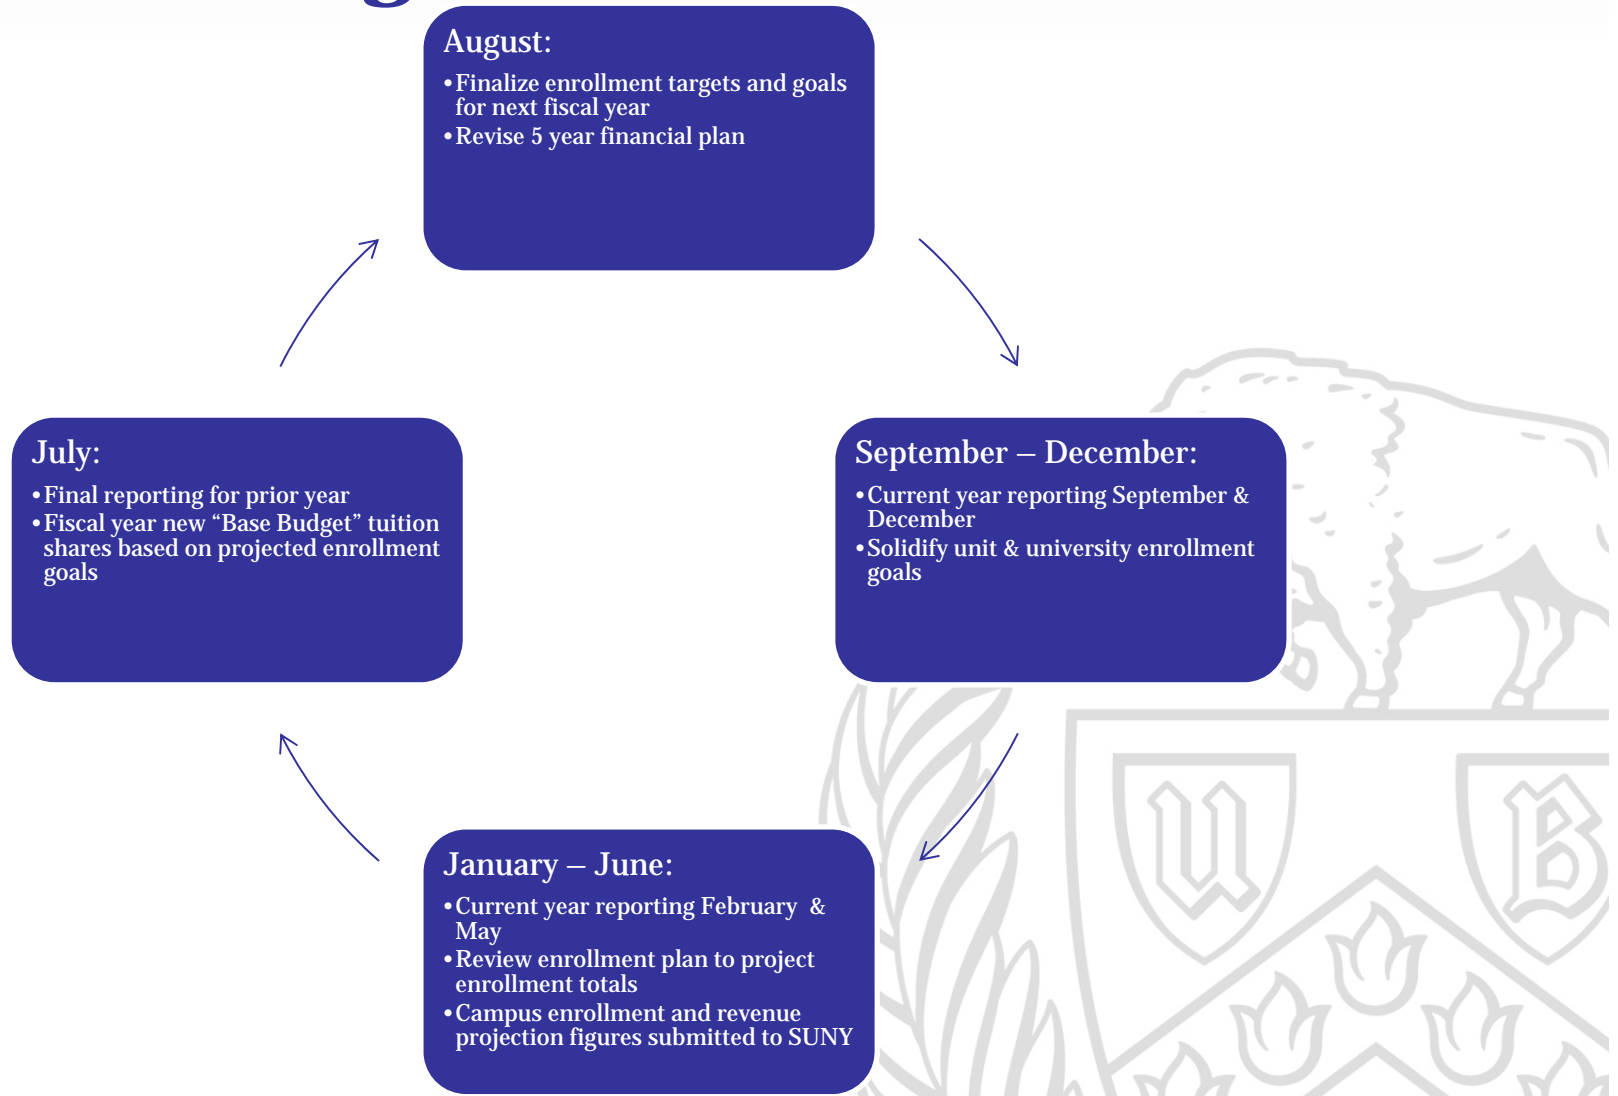 August:
•Finalize enrollment targets and goals
for next fiscal year
•Revise 5 year financial plan
July:
•Final reporting for prior year
•Fiscal year new “Base Budget” tuition
shares based on projected enrollment
goals
September – December:
•Current year reporting September &
December
•Solidify unit & university enrollment
goals
January – June:
•Current year reporting February &
May
•Review enrollment plan to project
enrollment totals
•Campus enrollment and revenue
projection figures submitted to SUNY
U B